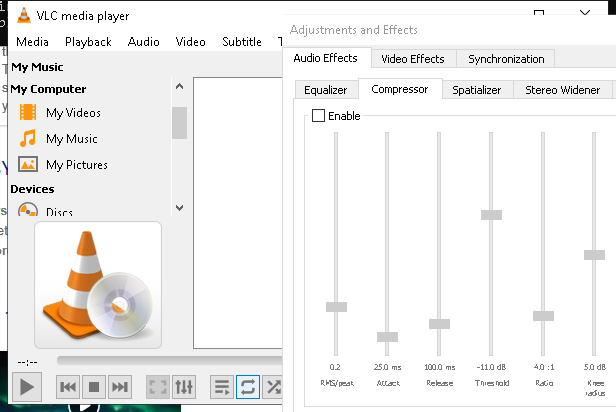 VLC media player
Media Playback Audio Video Subtitle
My Music
My Computer
My Videos
My Music
My Pictures
Devices
Discs
--:--
Adjustments and Effects
Audio Effects Video Effects Synchronization
Equalizer Compressor Spatializer Stereo Widener
Enable
0.2 25.0 ms 100.0 ms -11.0 dB 4.0 :1 5.0 dB
RMS/peak Attack Release Threshold Ratio Knee
radius